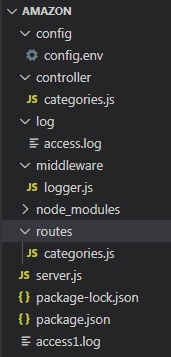 AMAZON
config
config.env
controller
JS categories.js
log
access.log
middleware
JS logger.js
node_modules
routes
JS categories.js
JS server.js
{} package-lock.json
{} package.json
access1.log